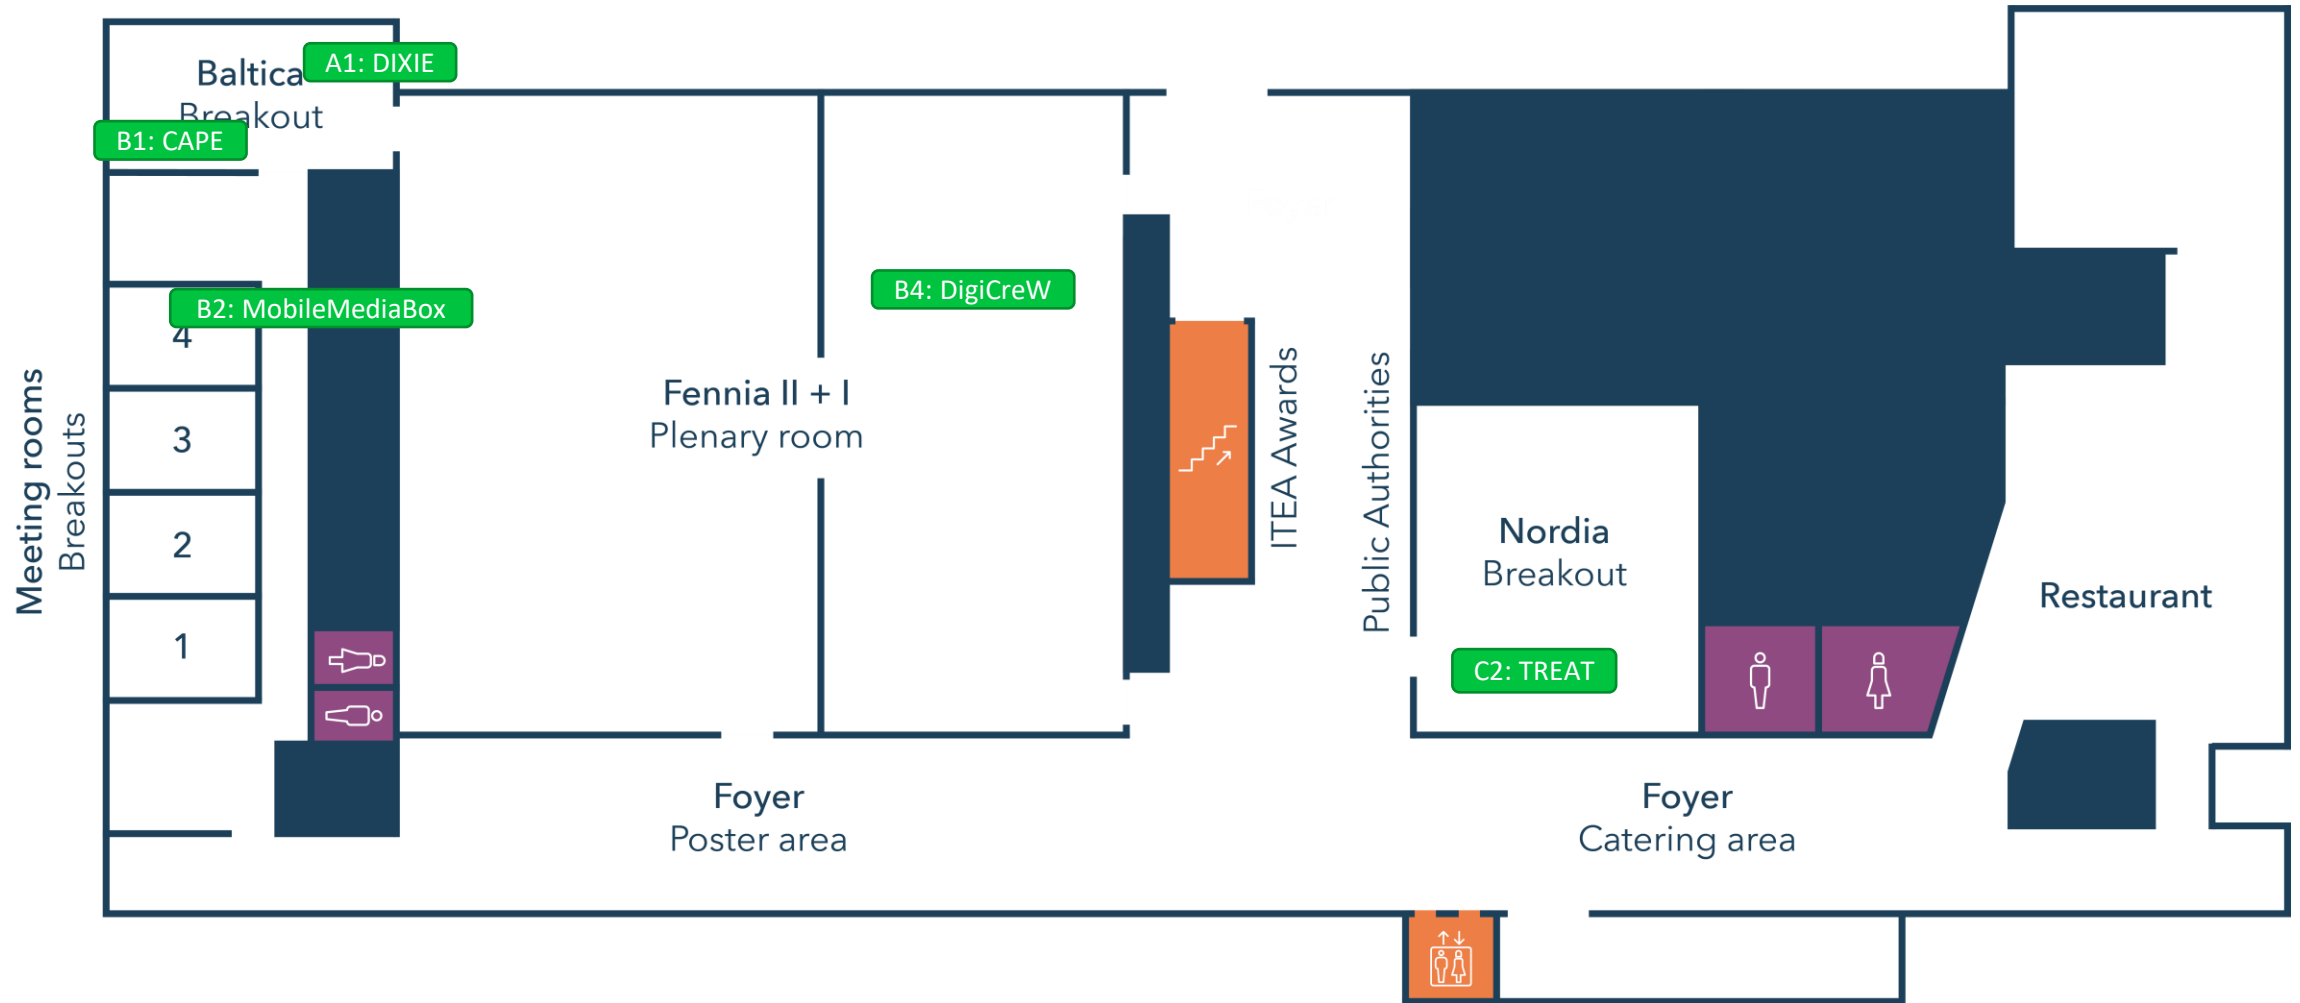 Baltica
Breakout
A1: DIXIE
B1: CAPE
B2: MobileMediaBox
4
3
2
1
Meeting rooms
Breakouts
Fennia II + I
Plenary room
B4: DigiCreW
ITEA Awards
Public Authorities
Nordia
Breakout
C2: TREAT
Restaurant
Foyer
Poster area
Foyer
Catering area